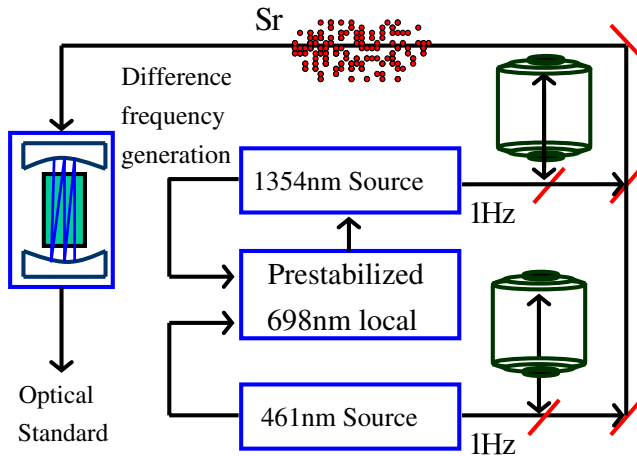 Sr
Difference
frequency
generation
1354nm Source
1Hz
Prestabilized
698nm local
461nm Source
1Hz
Optical
Standard